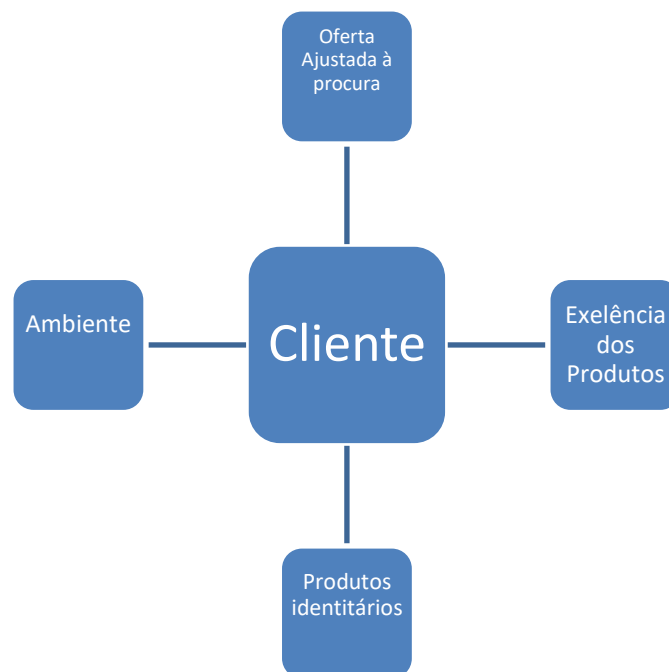 Oferta
Ajustada à
procura
Ambiente
Cliente
Exelência
dos
Produtos
Produtos
identitários